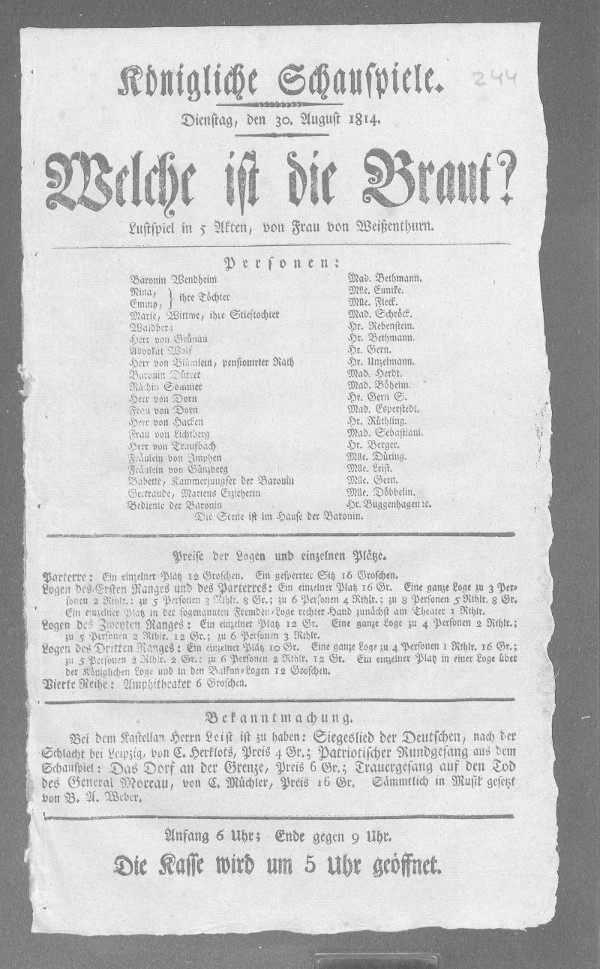 Königliche Schauspiele.
244
Dienstag, den 30. August 1814.
Welche ist die Braut?
Lustspiel in 5 Akten, von Frau von Weißenthurn.
Personen:
Baronin Wendheim Mad. Bethmann.
Nina, Mlle. Eunike.
} ihre Töchter
Emmy, Mlle. Fleck.
Marie, Wittwe, ihre Stieftochter Mad. Schröck.
Waldberg Hr. Rebenstein.
Herr von Grünau Hr. Bethmann.
Advokat Wolf Hr. Gern.
Herr von Blümlein, pensionirter Rath Hr. Unzelmann.
Baronin Dürrer Mad. Herdt.
Räthin Sommer Mad. Böheim.
Herr von Dorn Hr. Gern S.
Frau von Dorn Mad. Esperstedt.
Herr von Hacken Hr. Rüthling.
Frau von Lichtberg Mad. Sebastiani.
Herr von Traufbach Hr. Berger.
Fräulein von Imphen Mlle. Düring.
Fräulein von Günzberg Mlle. Leist.
Babette, Kammerjungfer der Baronin Mlle. Gern.
Gertraude, Mariens Erzieherin Mlle. Döbbelin.
Bediente der Baronin Hr. Buggenhagen ꝛc.
Die Scene ist im Hause der Baronin.
Preise der Logen und einzelnen Plätze.
Parterre: Ein einzelner Platz 12 Groschen. Ein gesperrter Sitz 16 Groschen.
Logen des Ersten Ranges und des Parterres: Ein einzelner Platz 16 Gr. Eine ganze Loge zu 3 Per-
sonen 2 Rthlr.: zu 5 Personen 3 Rthlr. 8 Gr.; zu 6 Personen 4 Rthlr.; zu 8 Personen 5 Rthlr. 8 Gr.
Ein einzelner Platz in der sogenannten Fremden-Loge rechter Hand zunächst am Theater 1 Rthlr.
Logen des Zweyten Ranges: Ein einzelner Platz 12 Gr. Eine ganze Loge zu 4 Personen 2 Rthlr.;
zu 5 Personen 2 Rthlr. 12 Gr.; zu 6 Personen 3 Rthlr.
Logen des Dritten Ranges: Ein einzelner Platz 10 Gr. Eine ganze Loge zu 4 Personen 1 Rthlr. 16 Gr.;
zu 5 Personen 2 Rthlr. 2 Gr.; zu 6 Personen 2 Rthlr. 12 Gr. Ein einzelner Platz in einer Loge über
der Königlichen Loge und in den Balkon-Logen 12 Groschen.
Vierte Reihe: Amphitheater 6 Groschen.
Bekanntmachung.
Bei dem Kastellan Herrn Leist ist zu haben: Siegeslied der Deutschen, nach der
Schlacht bei Leipzig, von C. Herklots, Preis 4 Gr.; Patriotischer Rundgesang aus dem
Schauspiel: Das Dorf an der Grenze, Preis 6 Gr.; Trauergesang auf den Tod
des General Moreau, von C. Müchler, Preis 16 Gr. Sämmtlich in Musik gesetzt
von B. A. Weber.
Anfang 6 Uhr; Ende gegen 9 Uhr.
Die Kasse wird um 5 Uhr geöffnet.